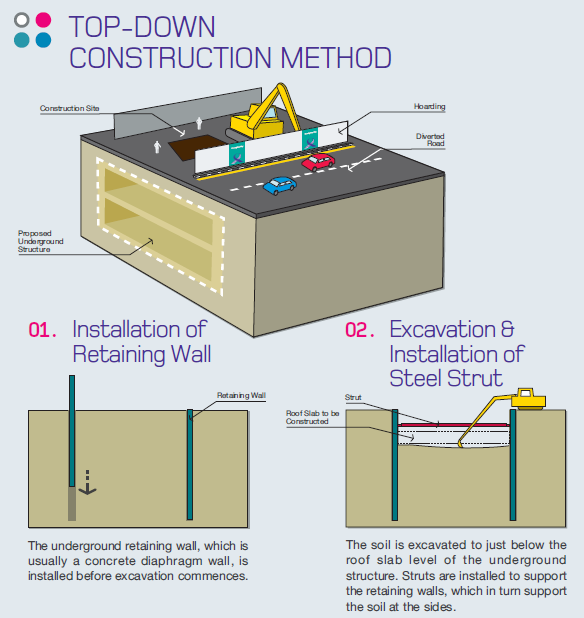 TOP-DOWN
CONSTRUCTION METHOD
Construction Site
Hoarding
Diverted
Road
Proposed
Underground
Structure
01. Installation of
Retaining Wall
Retaining Wall
The underground retaining wall, which is
usually a concrete diaphragm wall, is
installed before excavation commences.
02. Excavation &
Installation of
Steel Strut
Strut
Roof Slab to be
Constructed
The soil is excavated to just below the
roof slab level of the underground
structure. Struts are installed to support
the retaining walls, which in turn support
the soil at the sides.